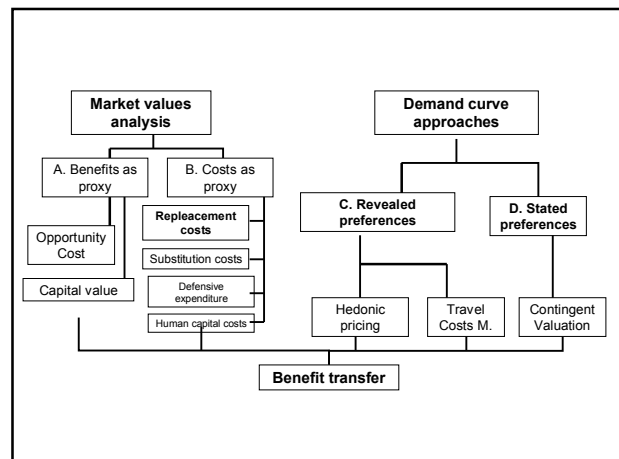 Market values
analysis
Demand curve
approaches
A. Benefits as
proxy
B. Costs as
proxy
C. Revealed
preferences
D. Stated
preferences
Repleacement
costs
Opportunity
Cost
Substitution costs
Capital value
Defensive
expenditure
Human capital costs
Hedonic
pricing
Travel
Costs M.
Contingent
Valuation
Benefit transfer